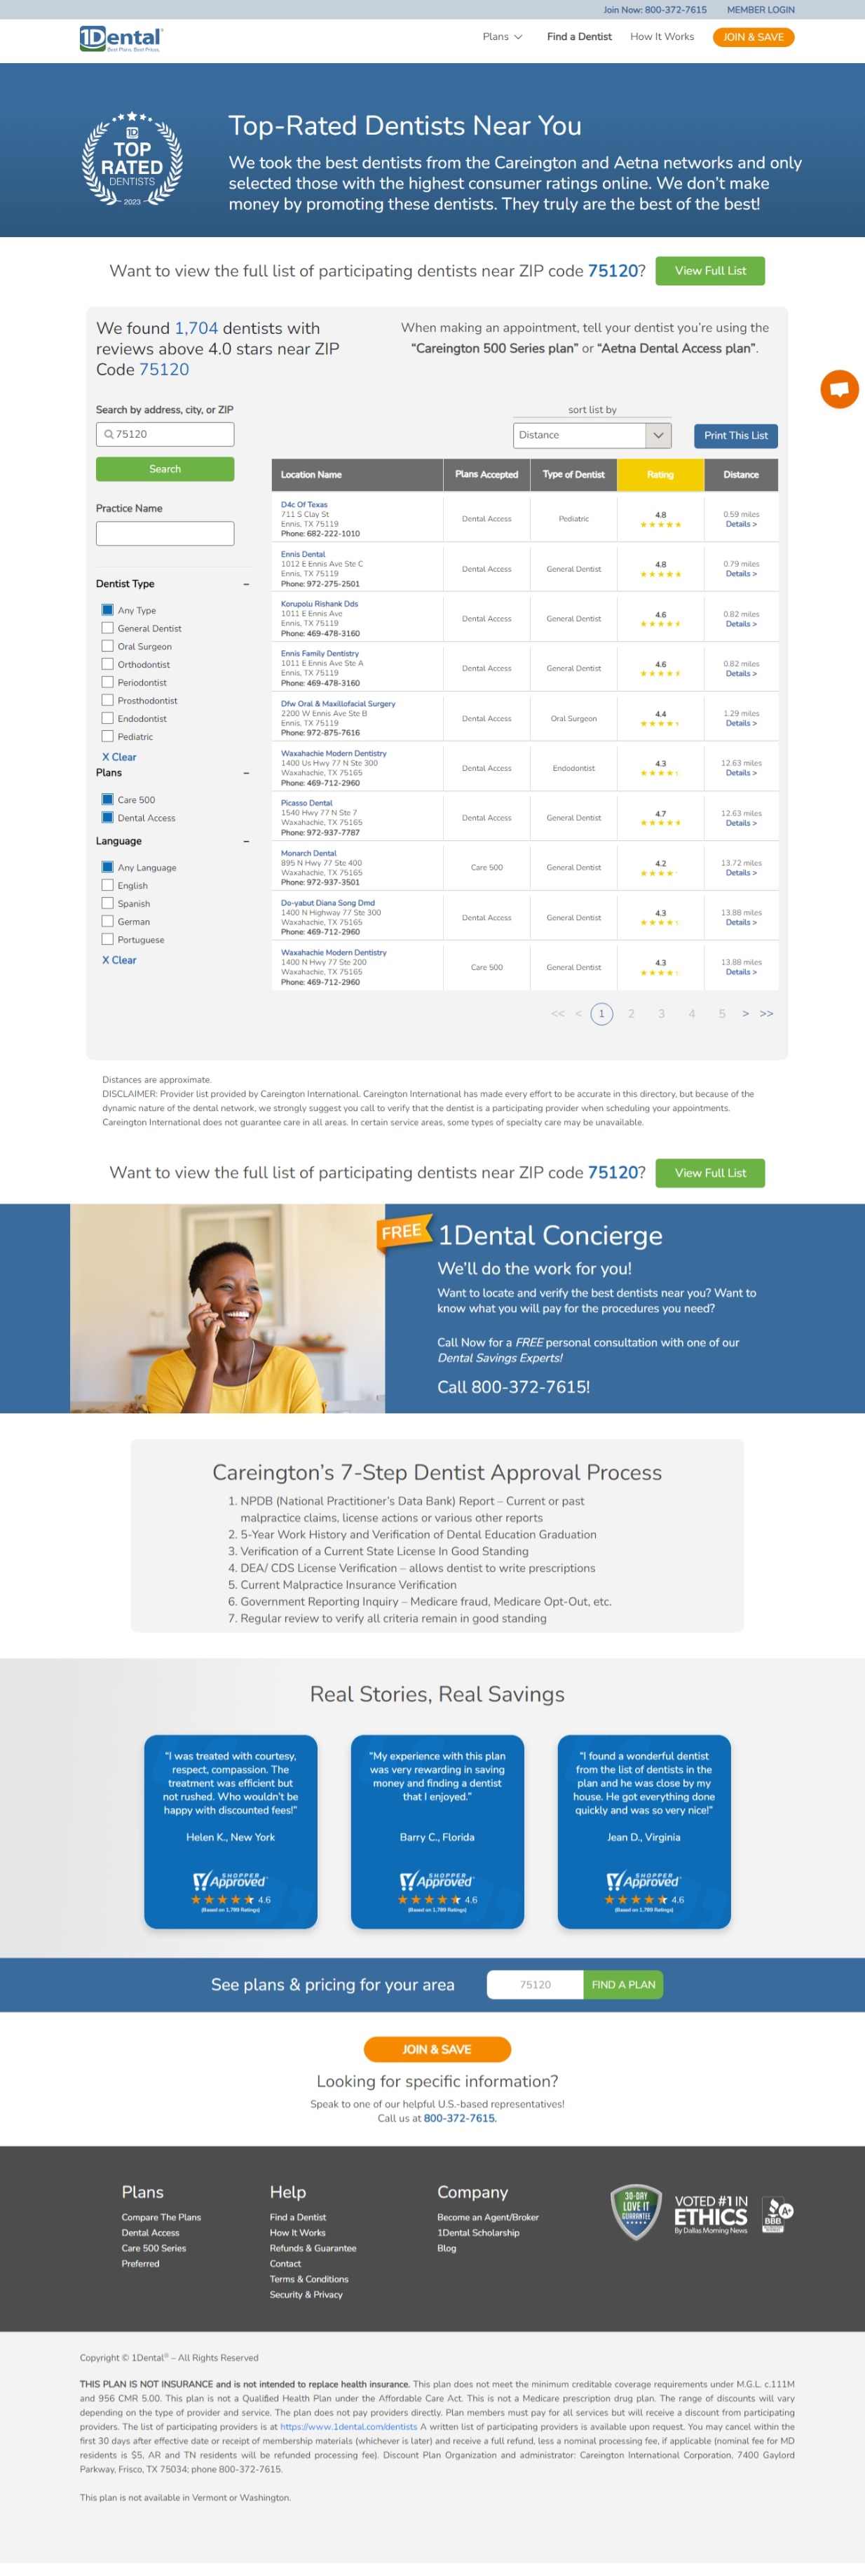 Join Now: 800-372-7615 MEMBER LOGIN
1Dental
Best Plans. Best Prices.
Plans Find a Dentist How It Works JOIN & SAVE
1D
TOP
RATED
DENTISTS
2023
Top-Rated Dentists Near You
We took the best dentists from the Careington and Aetna networks and only
selected those with the highest consumer ratings online. We don't make
money by promoting these dentists. They truly are the best of the best!
Want to view the full list of participating dentists near ZIP code 75120? View Full List
We found 1,704 dentists with
reviews above 4.0 stars near ZIP
Code 75120
When making an appointment, tell your dentist you're using the
"Careington 500 Series plan" or "Aetna Dental Access plan".
Search by address, city, or ZIP
75120
Search
Practice Name
Dentist Type −
Any Type
General Dentist
Oral Surgeon
Orthodontist
Periodontist
Prosthodontist
Endodontist
Pediatric
X Clear
Plans −
Care 500
Dental Access
Language −
Any Language
English
Spanish
German
Portuguese
X Clear
sort list by
Distance
Print This List
Location Name Plans Accepted Type of Dentist Rating Distance
D4c Of Texas
711 S Clay St
Ennis, TX 75119
Phone: 682-222-1010
Dental Access Pediatric 4.8 0.59 miles
Details >
Ennis Dental
1012 E Ennis Ave Ste C
Ennis, TX 75119
Phone: 972-275-2501
Dental Access General Dentist 4.8 0.79 miles
Details >
Korupolu Rishank Dds
1011 E Ennis Ave
Ennis, TX 75119
Phone: 469-478-3160
Dental Access General Dentist 4.6 0.82 miles
Details >
Ennis Family Dentistry
1011 E Ennis Ave Ste A
Ennis, TX 75119
Phone: 469-478-3160
Dental Access General Dentist 4.6 0.82 miles
Details >
Dfw Oral & Maxillofacial Surgery
2200 W Ennis Ave Ste B
Ennis, TX 75119
Phone: 972-875-7616
Dental Access Oral Surgeon 4.4 1.29 miles
Details >
Waxahachie Modern Dentistry
1400 Us Hwy 77 N Ste 300
Waxahachie, TX 75165
Phone: 469-712-2960
Dental Access Endodontist 4.3 12.63 miles
Details >
Picasso Dental
1540 Hwy 77 N Ste 7
Waxahachie, TX 75165
Phone: 972-937-7787
Dental Access General Dentist 4.7 12.63 miles
Details >
Monarch Dental
895 N Hwy 77 Ste 400
Waxahachie, TX 75165
Phone: 972-937-3501
Care 500 General Dentist 4.2 13.72 miles
Details >
Do-yabut Diana Song Dmd
1400 N Highway 77 Ste 300
Waxahachie, TX 75165
Phone: 469-712-2960
Dental Access General Dentist 4.3 13.88 miles
Details >
Waxahachie Modern Dentistry
1400 N Hwy 77 Ste 200
Waxahachie, TX 75165
Phone: 469-712-2960
Care 500 General Dentist 4.3 13.88 miles
Details >
<< < 1 2 3 4 5 > >>
Distances are approximate.
DISCLAIMER: Provider list provided by Careington International. Careington International has made every effort to be accurate in this directory, but because of the
dynamic nature of the dental network, we strongly suggest you call to verify that the dentist is a participating provider when scheduling your appointments.
Careington International does not guarantee care in all areas. In certain service areas, some types of specialty care may be unavailable.
Want to view the full list of participating dentists near ZIP code 75120? View Full List
FREE 1Dental Concierge
We'll do the work for you!
Want to locate and verify the best dentists near you? Want to
know what you will pay for the procedures you need?
Call Now for a FREE personal consultation with one of our
Dental Savings Experts!
Call 800-372-7615!
Careington's 7-Step Dentist Approval Process
1. NPDB (National Practitioner's Data Bank) Report – Current or past
malpractice claims, license actions or various other reports
2. 5-Year Work History and Verification of Dental Education Graduation
3. Verification of a Current State License In Good Standing
4. DEA/ CDS License Verification – allows dentist to write prescriptions
5. Current Malpractice Insurance Verification
6. Government Reporting Inquiry – Medicare fraud, Medicare Opt-Out, etc.
7. Regular review to verify all criteria remain in good standing
Real Stories, Real Savings
"I was treated with courtesy,
respect, compassion. The
treatment was efficient but
not rushed. Who wouldn't be
happy with discounted fees!"
Helen K., New York
SHOPPER
Approved
4.6
(Based on 1,789 Ratings)
"My experience with this plan
was very rewarding in saving
money and finding a dentist
that I enjoyed."
Barry C., Florida
SHOPPER
Approved
4.6
(Based on 1,789 Ratings)
"I found a wonderful dentist
from the list of dentists in the
plan and he was close by my
house. He got everything done
quickly and was so very nice!"
Jean D., Virginia
SHOPPER
Approved
4.6
(Based on 1,789 Ratings)
See plans & pricing for your area 75120 FIND A PLAN
JOIN & SAVE
Looking for specific information?
Speak to one of our helpful U.S.-based representatives!
Call us at 800-372-7615.
Plans
Compare The Plans
Dental Access
Care 500 Series
Preferred
Help
Find a Dentist
How It Works
Refunds & Guarantee
Contact
Terms & Conditions
Security & Privacy
Company
Become an Agent/Broker
1Dental Scholarship
Blog
30-DAY
LOVE IT
GUARANTEE
VOTED #1 IN
ETHICS
By Dallas Morning News
BBB
A+
Copyright © 1Dental® – All Rights Reserved
THIS PLAN IS NOT INSURANCE and is not intended to replace health insurance. This plan does not meet the minimum creditable coverage requirements under M.G.L. c.111M
and 956 CMR 5.00. This plan is not a Qualified Health Plan under the Affordable Care Act. This is not a Medicare prescription drug plan. The range of discounts will vary
depending on the type of provider and service. The plan does not pay providers directly. Plan members must pay for all services but will receive a discount from participating
providers. The list of participating providers is at https://www.1dental.com/dentists A written list of participating providers is available upon request. You may cancel within the
first 30 days after effective date or receipt of membership materials (whichever is later) and receive a full refund, less a nominal processing fee, if applicable (nominal fee for MD
residents is $5, AR and TN residents will be refunded processing fee). Discount Plan Organization and administrator: Careington International Corporation, 7400 Gaylord
Parkway, Frisco, TX 75034; phone 800-372-7615.
This plan is not available in Vermont or Washington.